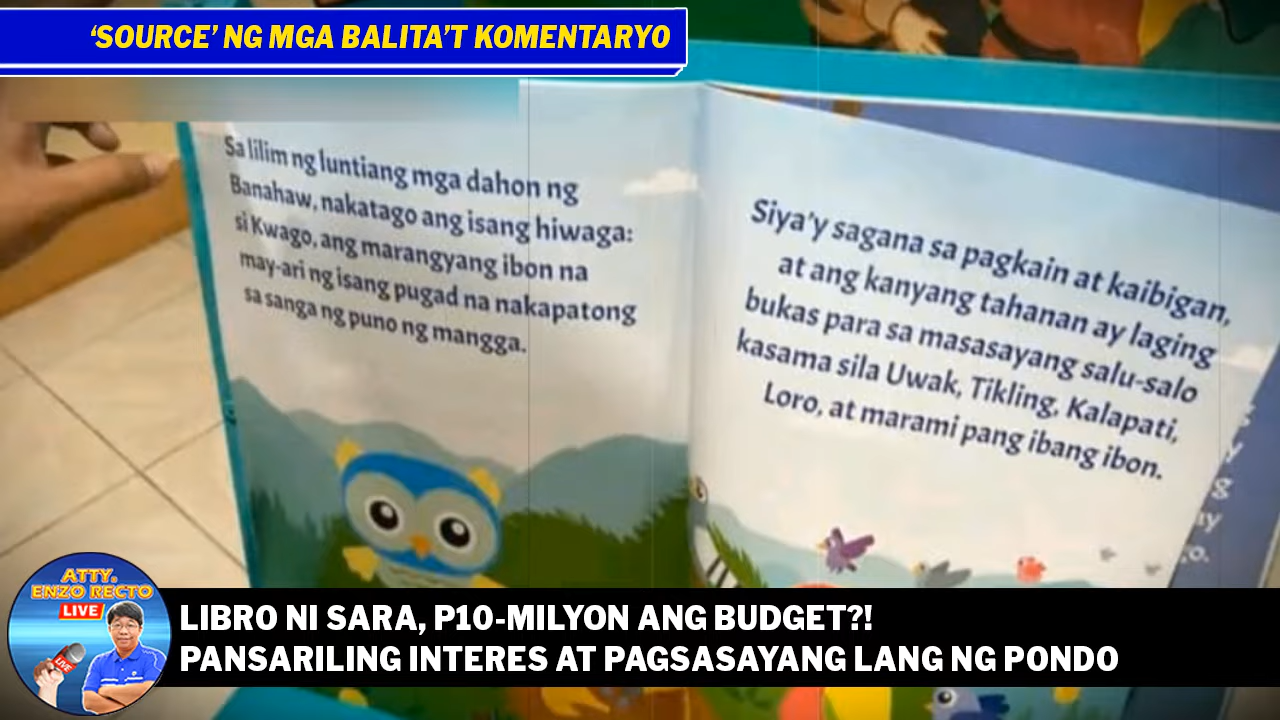 ‘SOURCE’ NG MGA BALITA’T KOMENTARYO
Sa lilim ng luntiang mga dahon ng
Banahaw, nakatago ang isang hiwaga:
si Kwago, ang marangyang ibon na
may-ari ng isang pugad na nakapatong
sa sanga ng puno ng mangga.
Siya'y sagana sa pagkain at kaibigan,
at ang kanyang tahanan ay laging
bukas para sa masasayang salu-salo
kasama sila Uwak, Tikling, Kalapati,
Loro, at marami pang ibang ibon.
ATTY.
ENZO RECTO
LIVE
LIVE
LIBRO NI SARA, P10-MILYON ANG BUDGET?!
PANSARILING INTERES AT PAGSASAYANG LANG NG PONDO